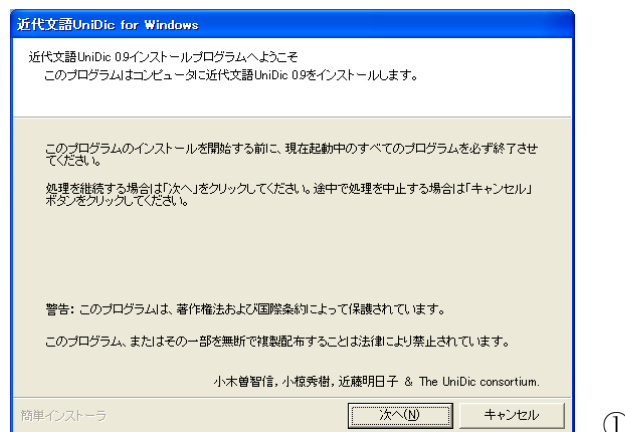 近代文語UniDic for Windows
近代文語UniDic 0.9インストールプログラムへようこそ
このプログラムはコンピュータに近代文語UniDic 0.9をインストールします。
このプログラムのインストールを開始する前に、現在起動中のすべてのプログラムを必ず終了させ
てください。
処理を継続する場合は「次へ」をクリックしてください。途中で処理を中止する場合は「キャンセル」
ボタンをクリックしてください。
警告: このプログラムは、著作権法および国際条約によって保護されています。
このプログラム、またはその一部を無断で複製配布することは法律により禁止されています。
小木曽智信, 小椋秀樹, 近藤明日子 & The UniDic consortium.
簡単インストーラ
次へ(N)
キャンセル
①